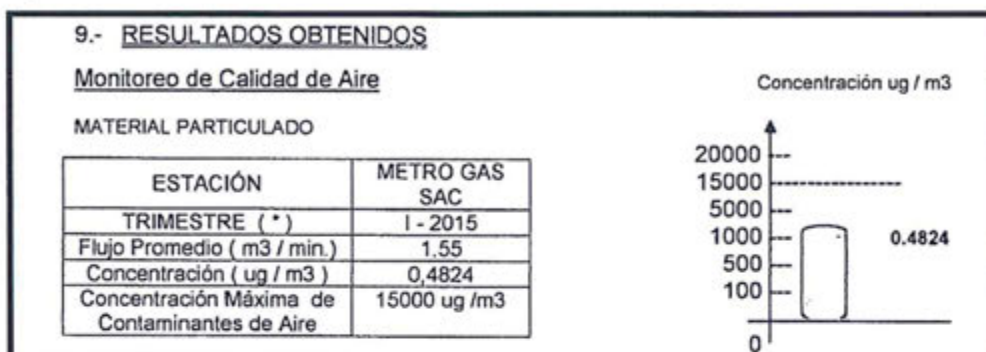 9.- RESULTADOS OBTENIDOS
Monitoreo de Calidad de Aire
MATERIAL PARTICULADO
ESTACIÓN METRO GAS SAC
TRIMESTRE ( * ) I - 2015
Flujo Promedio ( m3 / min.) 1.55
Concentración ( ug / m3 ) 0,4824
Concentración Máxima de Contaminantes de Aire 15000 ug /m3
Concentración ug / m3
20000
15000
5000
1000 0.4824
500
100
0